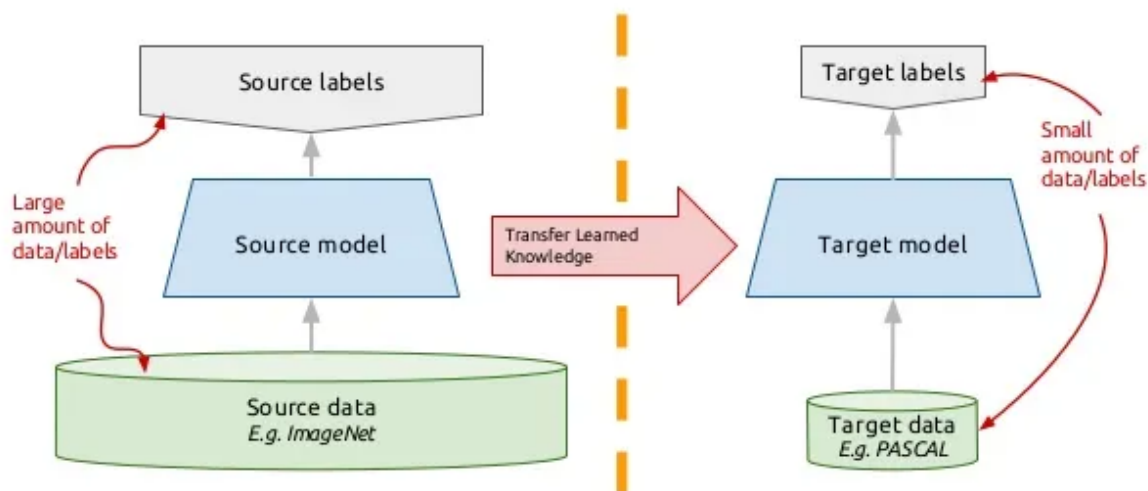 Source labels
Large
amount of
data/labels
Source model
Source data
E.g. ImageNet
Transfer Learned
Knowledge
Target labels
Small
amount of
data/labels
Target model
Target data
E.g. PASCAL